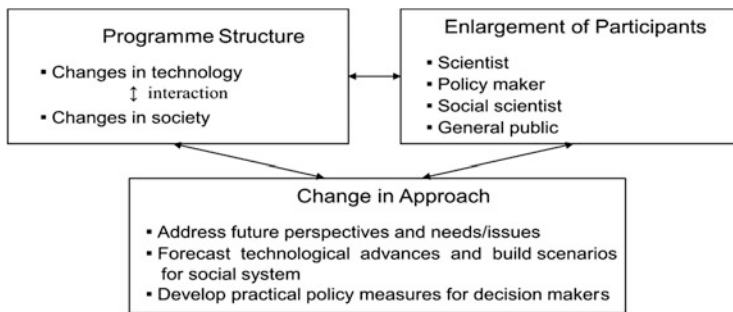 Programme Structure
▪ Changes in technology
↕ interaction
▪ Changes in society
Enlargement of Participants
▪ Scientist
▪ Policy maker
▪ Social scientist
▪ General public
Change in Approach
▪ Address future perspectives and needs/issues
▪ Forecast technological advances and build scenarios
for social system
▪ Develop practical policy measures for decision makers